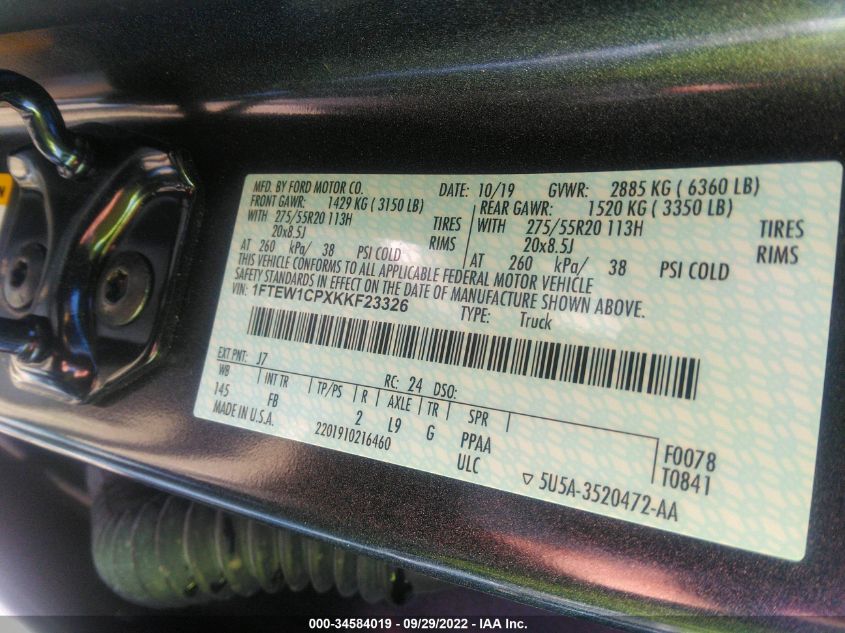 MFD. BY FORD MOTOR CO. DATE: 10/19 GVWR: 2885 KG ( 6360 LB)
FRONT GAWR: 1429 KG ( 3150 LB) REAR GAWR: 1520 KG ( 3350 LB)
WITH 275/55R20 113H TIRES WITH 275/55R20 113H TIRES
20x8.5J RIMS 20x8.5J RIMS
AT 260 kPa/ 38 PSI COLD AT 260 kPa/ 38 PSI COLD
THIS VEHICLE CONFORMS TO ALL APPLICABLE FEDERAL MOTOR VEHICLE
SAFETY STANDARDS IN EFFECT ON THE DATE OF MANUFACTURE SHOWN ABOVE.
VIN: 1FTEW1CPXKKF23326 TYPE: Truck
EXT PNT: J7 RC: 24 DSO:
WB INT TR TP/PS R AXLE TR SPR
145 FB 2 L9 G PPAA F0078
MADE IN U.S.A. 2201910216460 ULC T0841
▽ 5U5A-3520472-AA
000-34584019 - 09/29/2022 - IAA Inc.